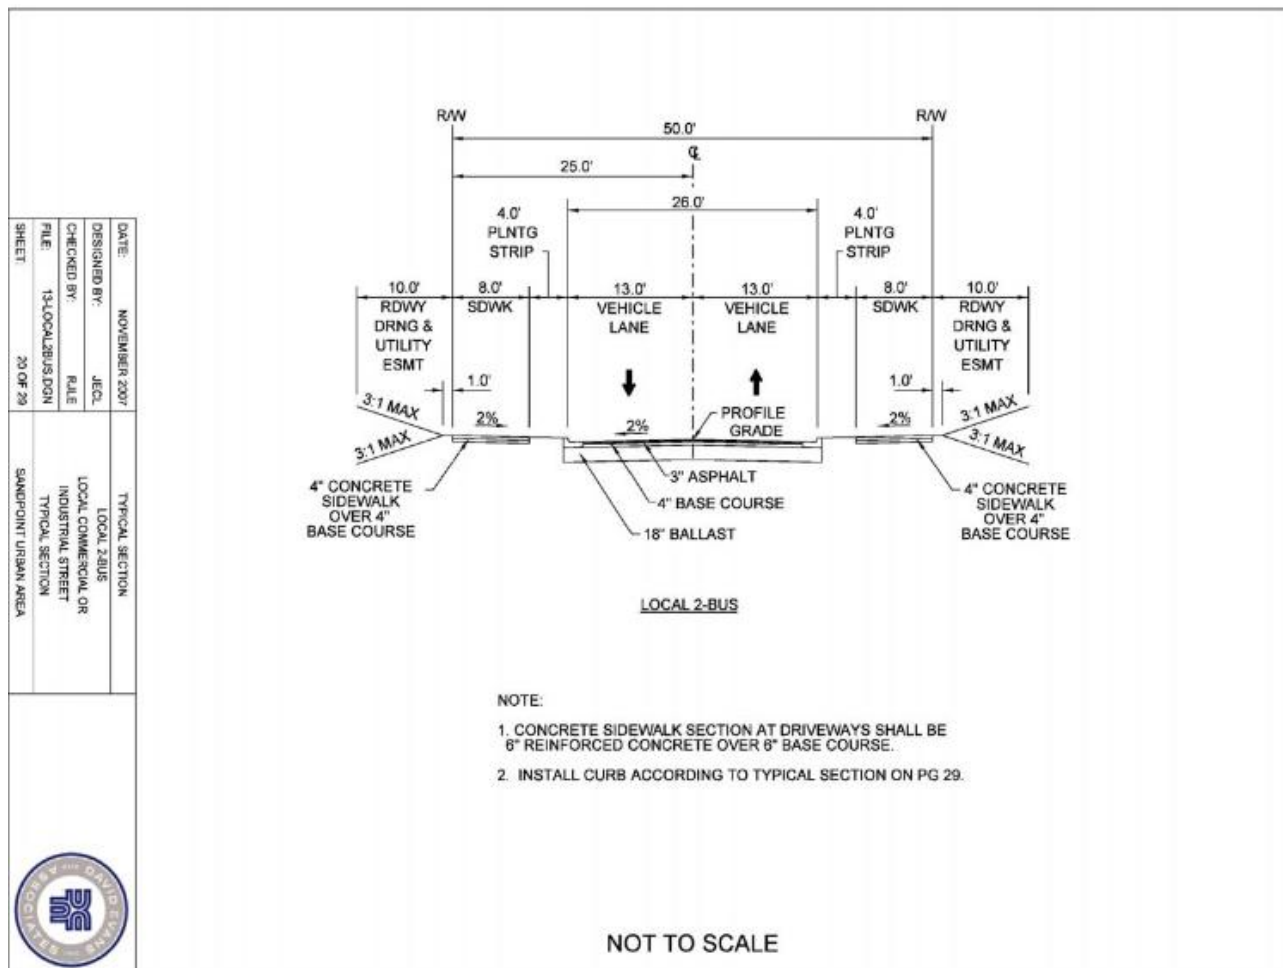 R/W
R/W
50.0'
℄
25.0'
26.0'
4.0'
PLNTG
STRIP
4.0'
PLNTG
STRIP
10.0'
RDWY
DRNG &
UTILITY
ESMT
8.0'
SDWK
13.0'
VEHICLE
LANE
13.0'
VEHICLE
LANE
8.0'
SDWK
10.0'
RDWY
DRNG &
UTILITY
ESMT
1.0'
1.0'
3:1 MAX
3:1 MAX
2%
2%
PROFILE
GRADE
2%
3:1 MAX
3:1 MAX
3" ASPHALT
4" BASE COURSE
18" BALLAST
4" CONCRETE
SIDEWALK
OVER 4"
BASE COURSE
4" CONCRETE
SIDEWALK
OVER 4"
BASE COURSE
LOCAL 2-BUS
NOTE:
1. CONCRETE SIDEWALK SECTION AT DRIVEWAYS SHALL BE
6" REINFORCED CONCRETE OVER 6" BASE COURSE.
2. INSTALL CURB ACCORDING TO TYPICAL SECTION ON PG 29.
NOT TO SCALE
DATE: NOVEMBER 2007
DESIGNED BY: JECL
CHECKED BY: RJLE
FILE: 13-LOCAL2BUS.DGN
SHEET: 20 OF 29
TYPICAL SECTION
LOCAL 2-BUS
LOCAL COMMERCIAL OR
INDUSTRIAL STREET
TYPICAL SECTION
SANDPOINT URBAN AREA
DAVID EVANS
AND
ASSOCIATES
INC